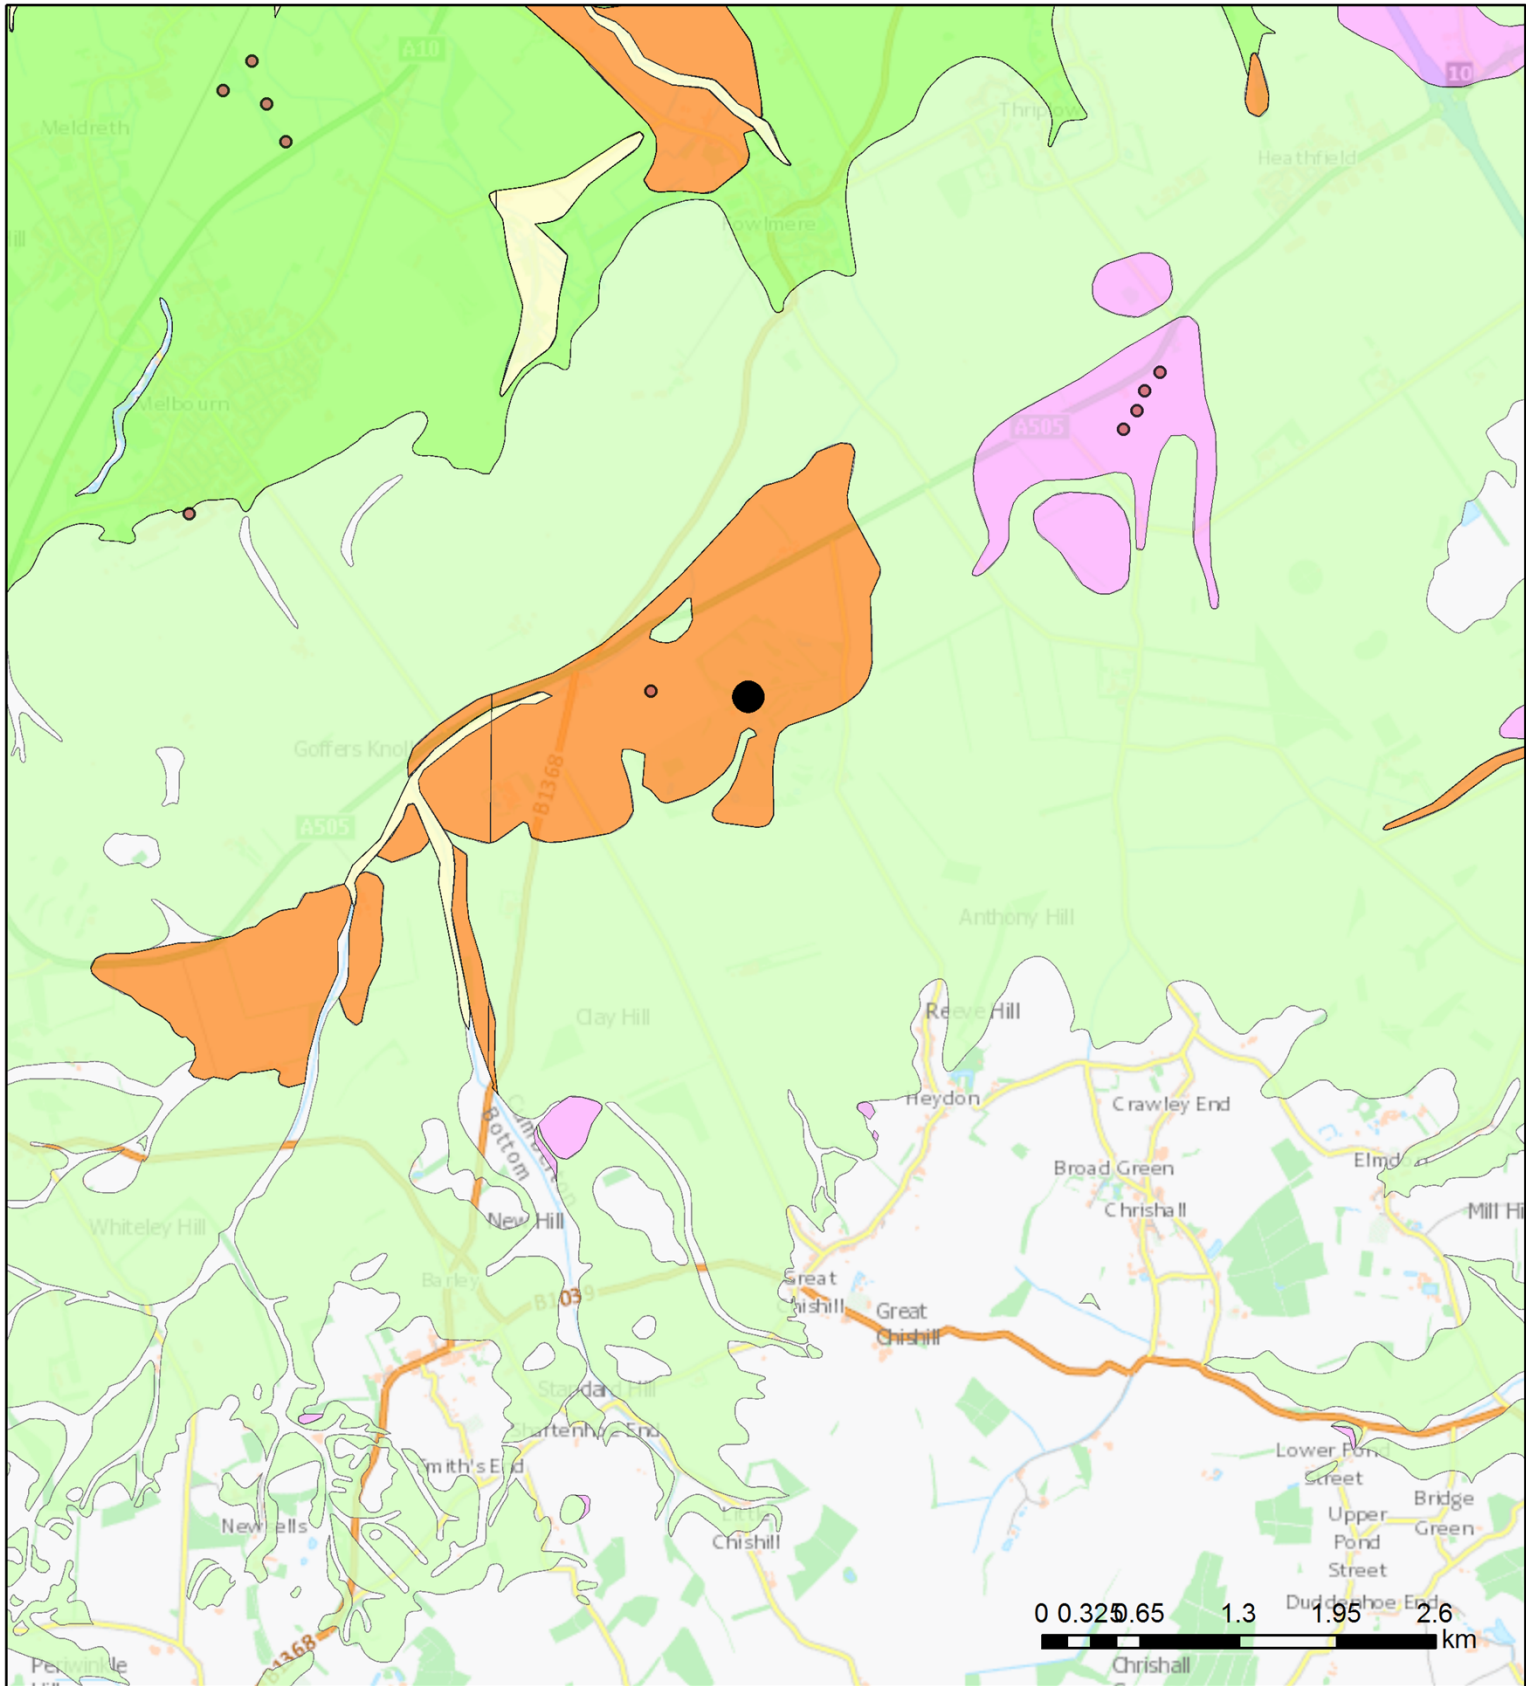 A10
10
Meldreth
Thriplow
Heathfield
ill
Fowlmere
Melbourn
A505
Goffers Knoll
B1368
A505
Anthony Hill
Clay Hill
Reeve Hill
Heydon
Crawley End
Bottom
Broad Green
Elmdon
Chrishall
Whiteley Hill
New Hill
Mill Hi
Barley
Great
Chishill
B1039
Great
Chishill
Standard Hill
Shaftenhoe End
Smith's End
Lower Pond
Street
Newsells
Little
Chishill
Upper
Pond
Street
Bridge
Green
Duddenhoe End
0 0.325 0.65 1.3 1.95 2.6
km
B1368
Periwinkle
Chrishall